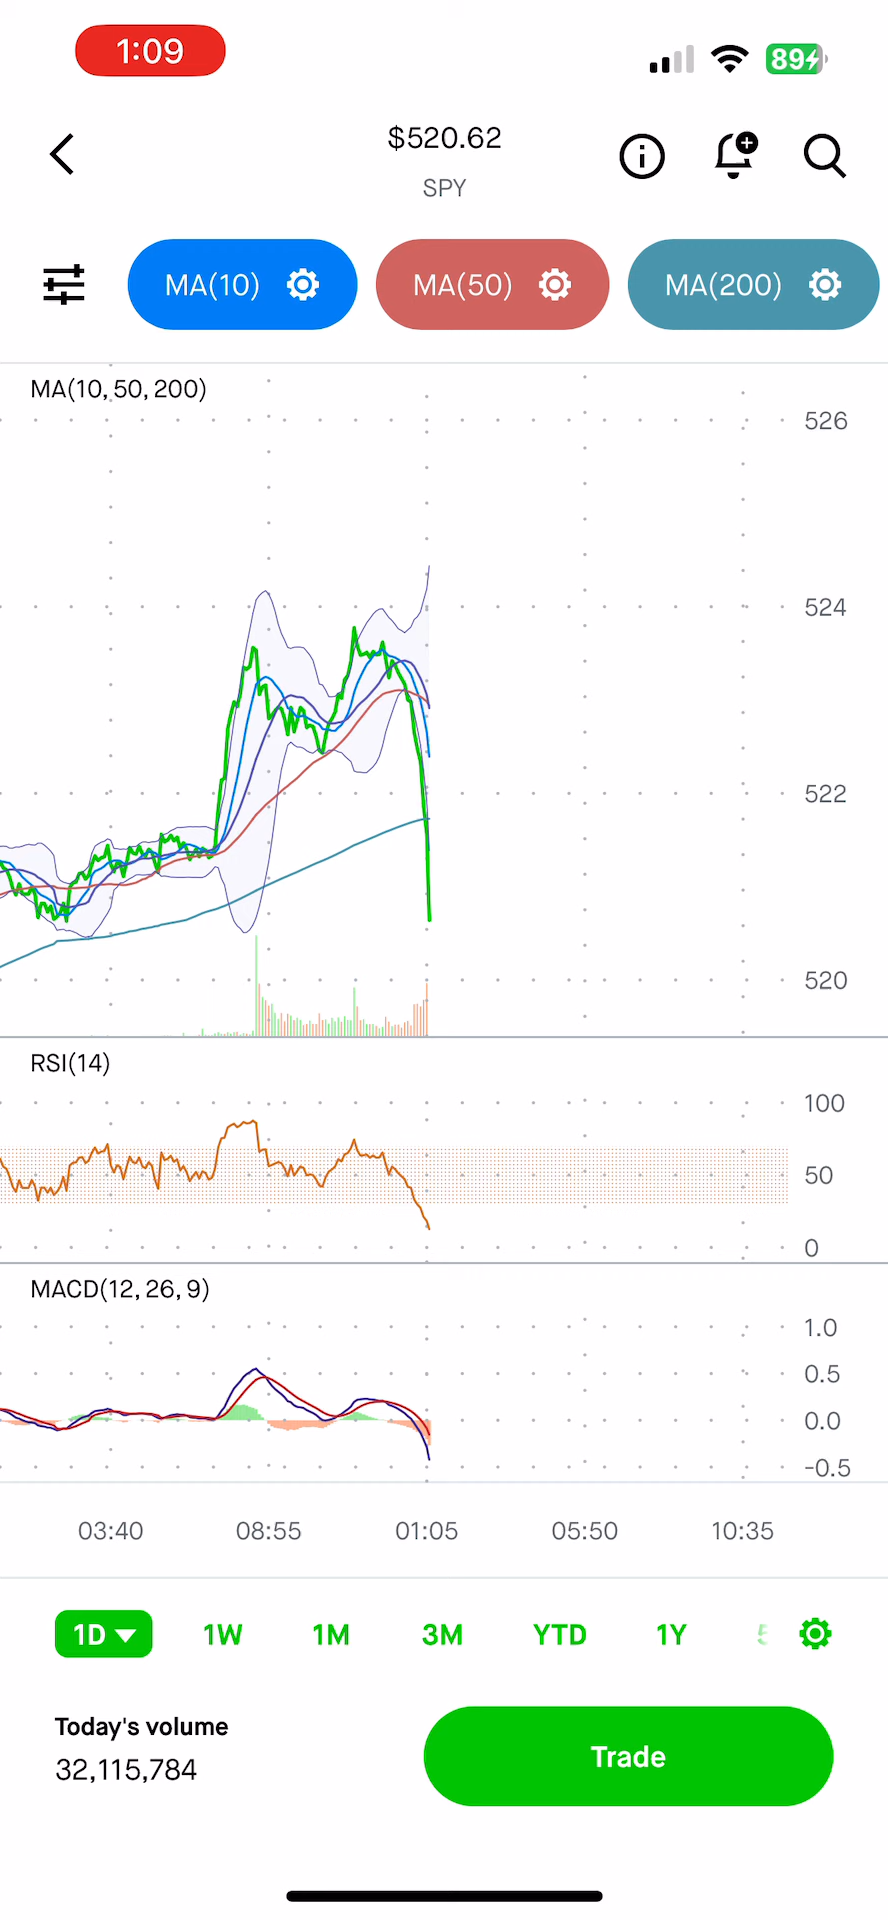 1:09
89
$520.62
SPY
MA(10)
MA(50)
MA(200)
MA(10,50,200)
526
524
522
520
RSI(14)
100
50
0
MACD(12,26,9)
1.0
0.5
0.0
-0.5
03:40
08:55
01:05
05:50
10:35
1D
1W
1M
3M
YTD
1Y
Today's volume
32,115,784
Trade